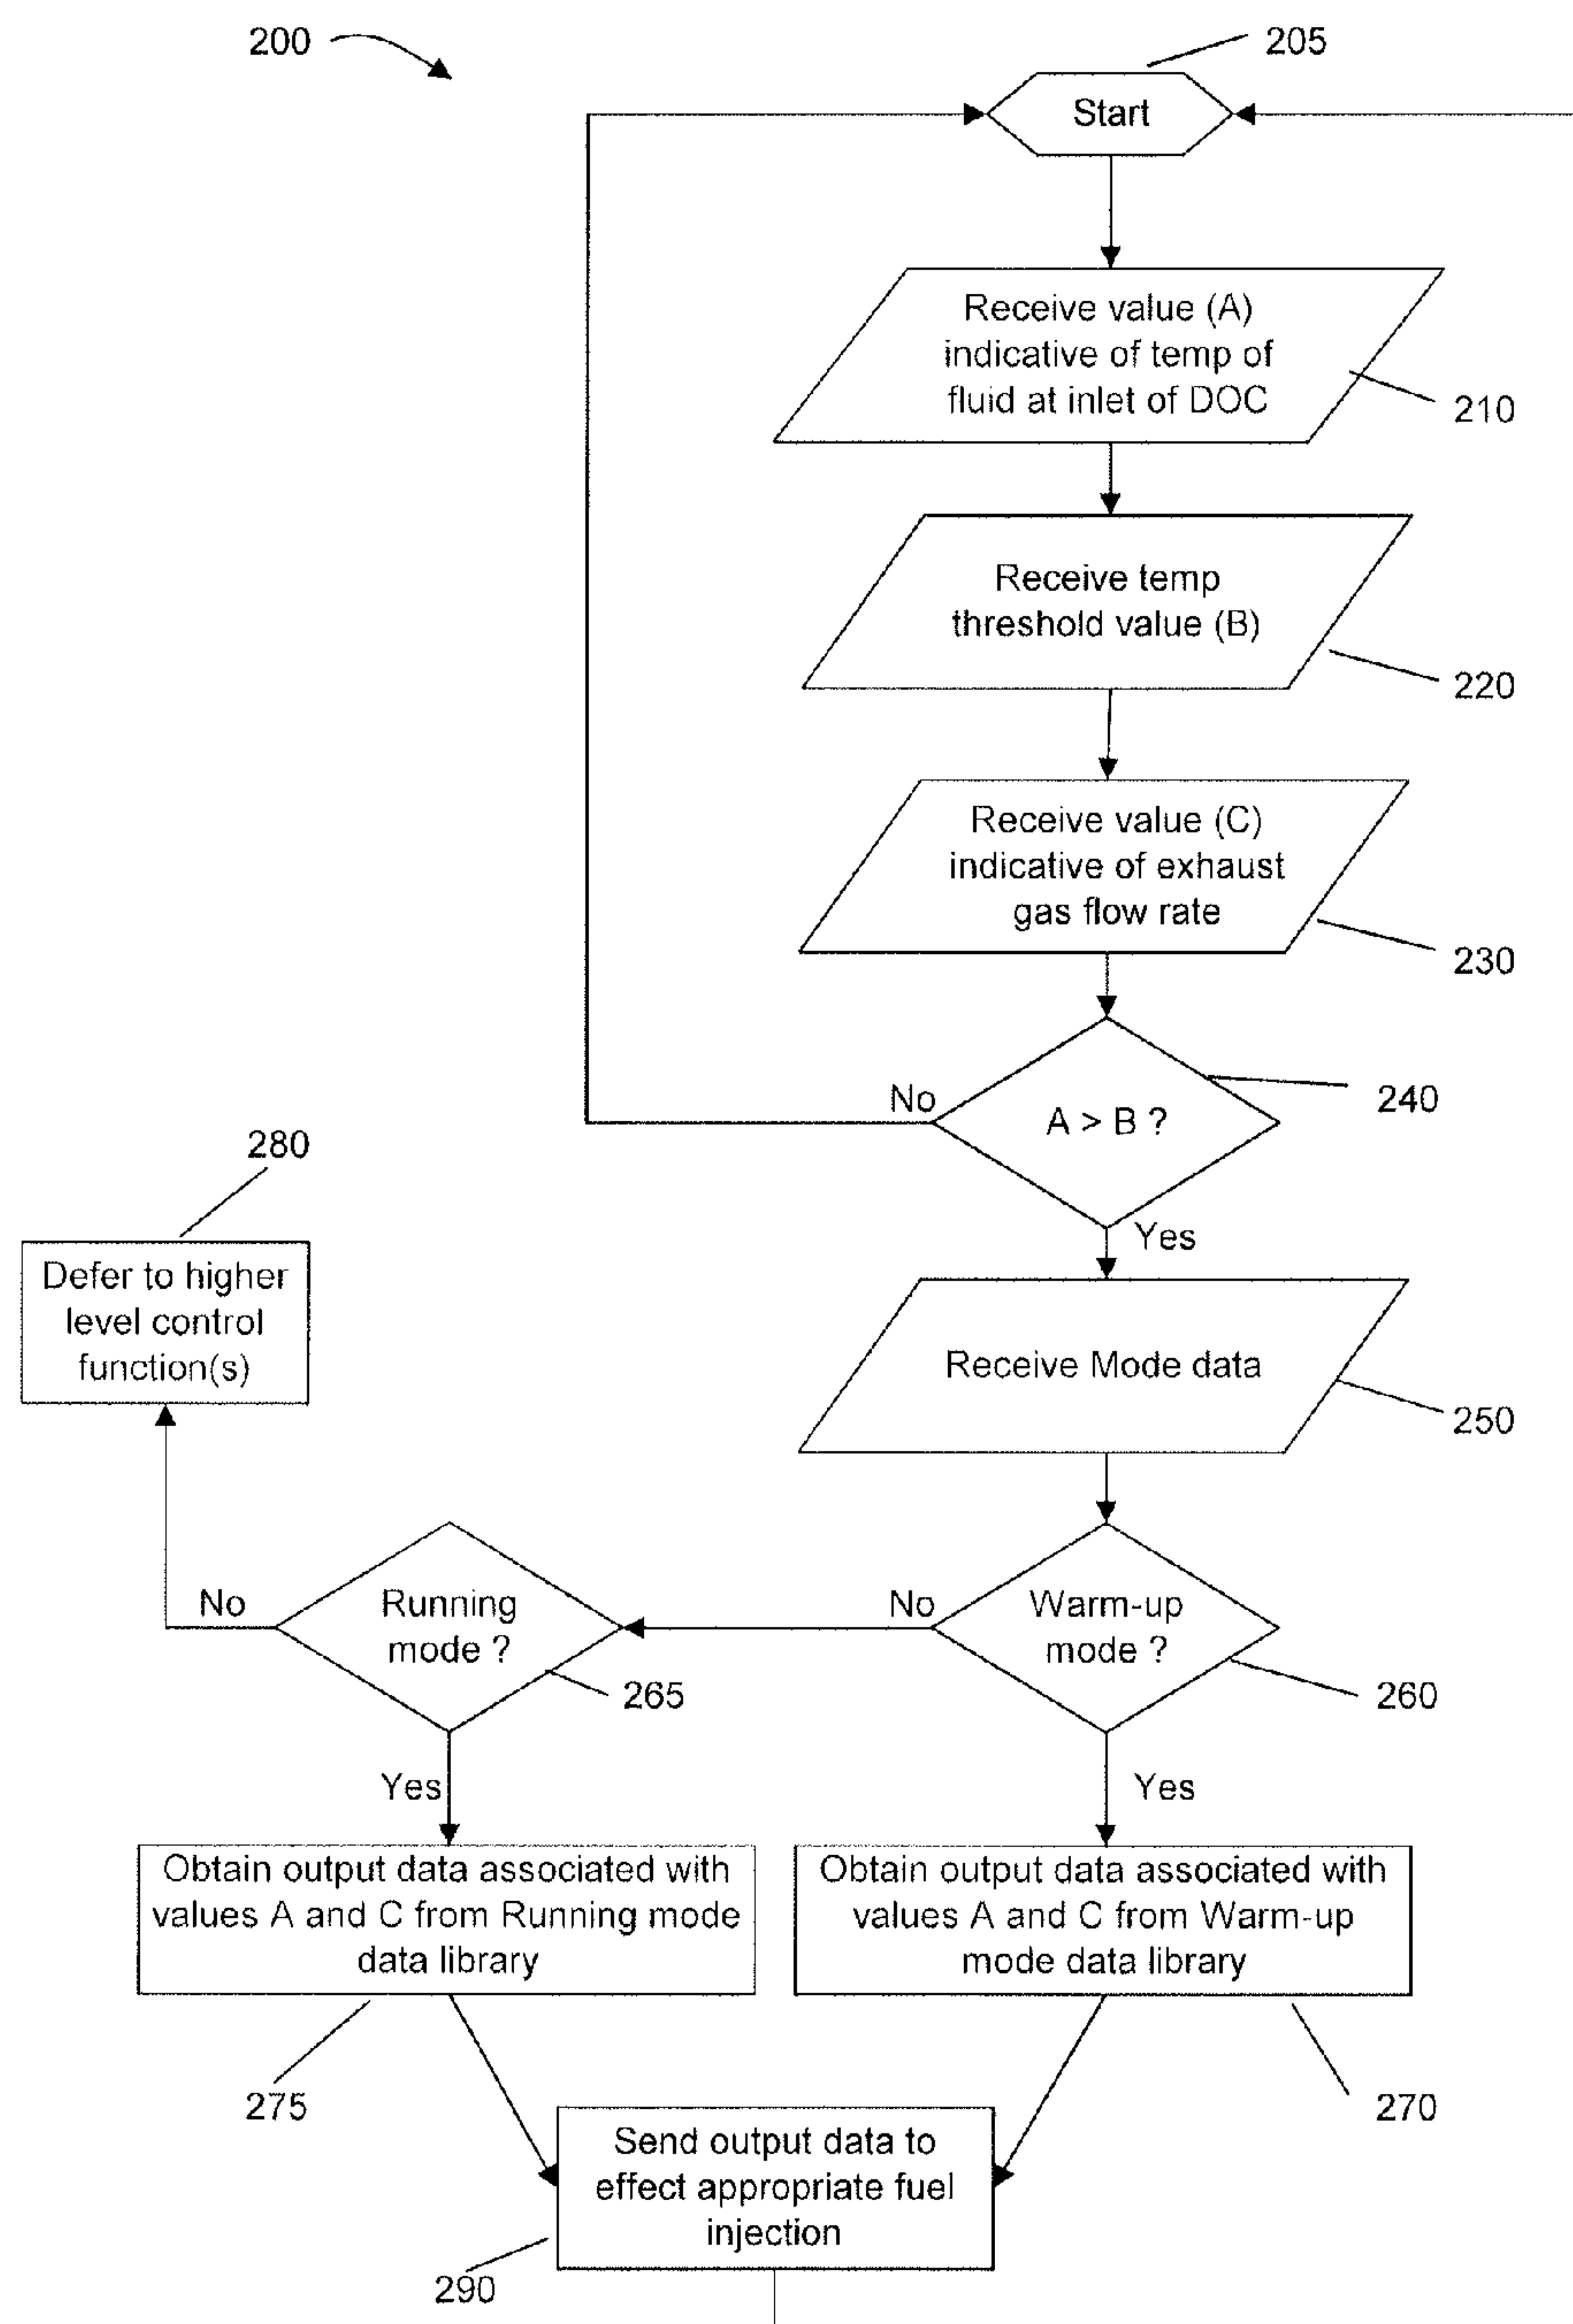 200
205
Start
Receive value (A)
indicative of temp of
fluid at inlet of DOC
210
Receive temp
threshold value (B)
220
Receive value (C)
indicative of exhaust
gas flow rate
230
No
A > B ?
240
Yes
280
Defer to higher
level control
function(s)
Receive Mode data
250
No
Running
mode ?
265
No
Warm-up
mode ?
260
Yes
Yes
Obtain output data associated with
values A and C from Running mode
data library
275
Obtain output data associated with
values A and C from Warm-up
mode data library
270
Send output data to
effect appropriate fuel
injection
290